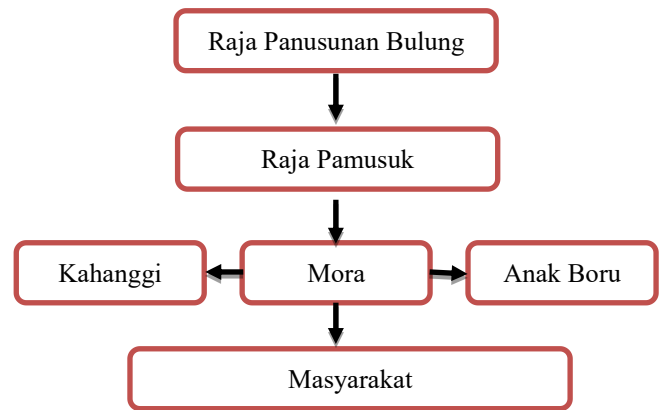 Raja Panusunan Bulung
Raja Pamusuk
Kahanggi
Mora
Anak Boru
Masyarakat